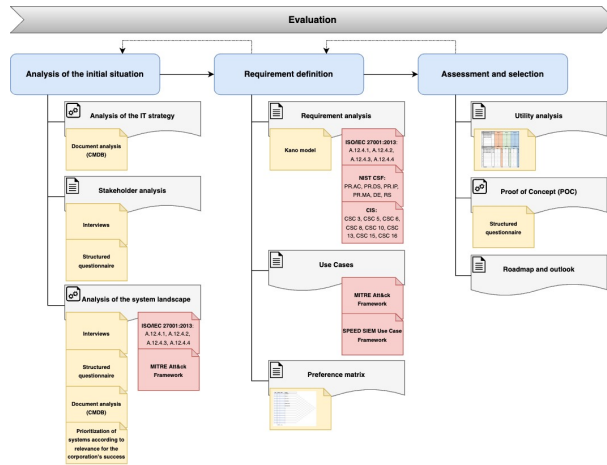 Evaluation
Analysis of the initial situation
Requirement definition
Assessment and selection
Analysis of the IT strategy
Document analysis
(CMDB)
Stakeholder analysis
Interviews
Structured
questionnaire
Analysis of the system landscape
Interviews
Structured
questionnaire
Document analysis
(CMDB)
Prioritization of
systems according to
relevance for the
corporation's success
ISO/IEC 27001:2013:
A.12.4.1, A.12.4.2,
A.12.4.3, A.12.4.4
MITRE Att&ck
Framework
Requirement analysis
Kano model
ISO/IEC 27001:2013:
A.12.4.1, A.12.4.2,
A.12.4.3, A.12.4.4
NIST CSF:
PR.AC, PR.DS, PR.IP,
PR.MA, DE, RS
CIS:
CSC 3, CSC 5, CSC 6,
CSC 8, CSC 10, CSC
13, CSC 15, CSC 16
Use Cases
MITRE Att&ck
Framework
SPEED SIEM Use Case
Framework
Preference matrix
Utility analysis
Proof of Concept (POC)
Structured
questionnaire
Roadmap and outlook